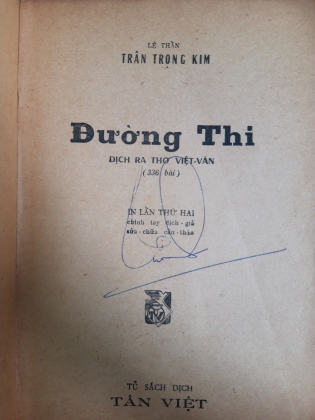 LỆ THẦN
TRẦN TRỌNG KIM
Đường Thi
DỊCH RA THƠ VIỆT-VĂN
(336 bài)
IN LẦN THỨ HAI
chính tay dịch-giả
sửa-chữa cẩn-thận
TỦ SÁCH DỊCH
TÂN VIỆT